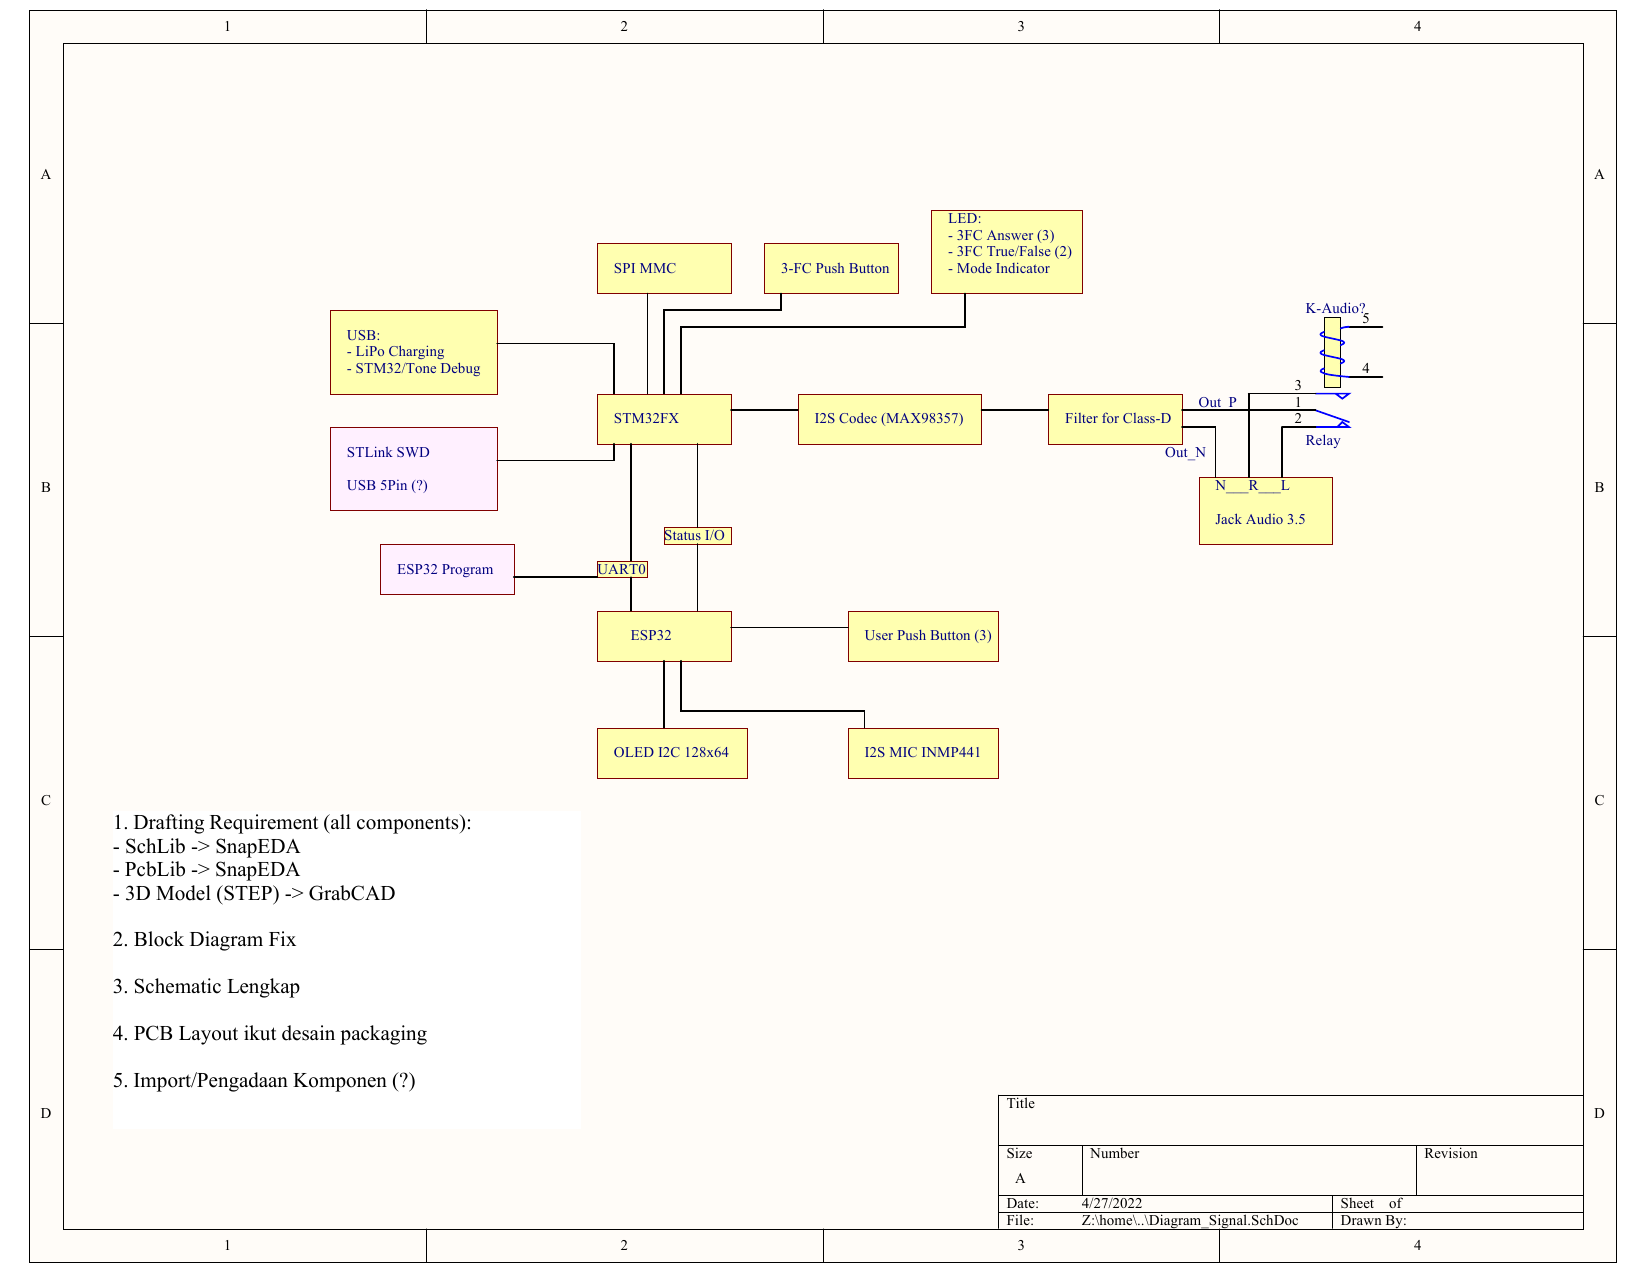 1 2 3 4
A A
LED:
- 3FC Answer (3)
- 3FC True/False (2)
- Mode Indicator
SPI MMC
3-FC Push Button
K-Audio?
5
4
3
1
2
Relay
USB:
- LiPo Charging
- STM32/Tone Debug
STM32FX
I2S Codec (MAX98357)
Filter for Class-D
Out_P
Out_N
STLink SWD
USB 5Pin (?)
B B
N___R___L
Jack Audio 3.5
Status I/O
ESP32 Program
UART0
ESP32
User Push Button (3)
OLED I2C 128x64
I2S MIC INMP441
C C
1. Drafting Requirement (all components):
- SchLib -> SnapEDA
- PcbLib -> SnapEDA
- 3D Model (STEP) -> GrabCAD
2. Block Diagram Fix
3. Schematic Lengkap
4. PCB Layout ikut desain packaging
5. Import/Pengadaan Komponen (?)
D D
Title
Size Number Revision
A
Date: 4/27/2022 Sheet of
File: Z:\home\..\Diagram_Signal.SchDoc Drawn By:
1 2 3 4